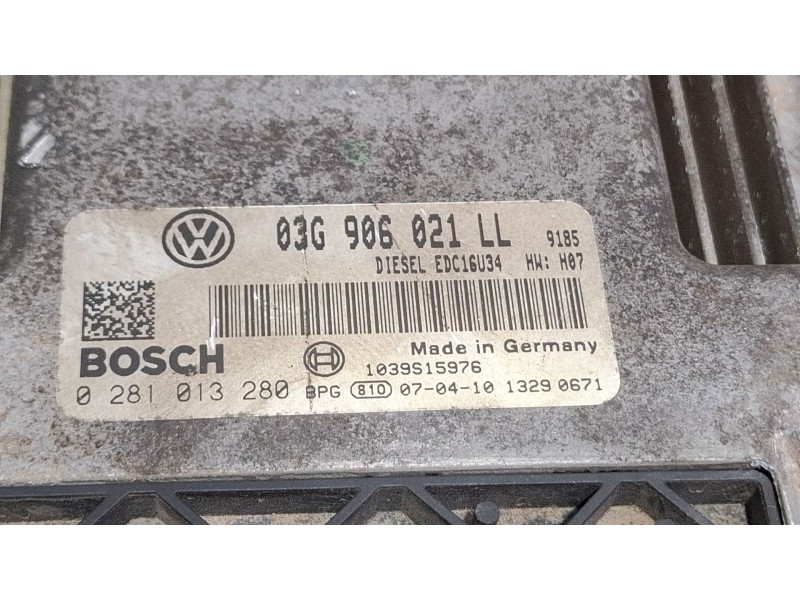 03G 906 021 LL 9185
DIESEL EDC16U34 HW: H07
BOSCH Made in Germany
1039S15976
0 281 013 280 BPG 810 07-04-10 1329 0671